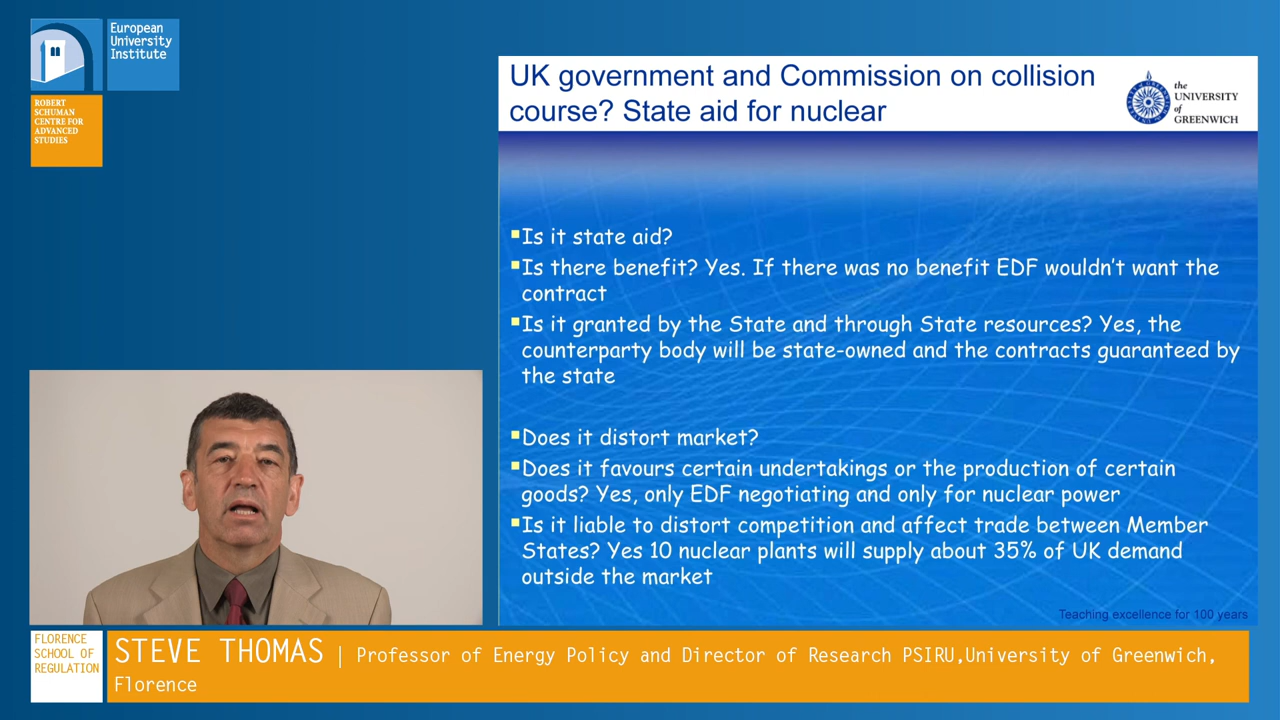 European
University
Institute
ROBERT
SCHUMAN
CENTRE FOR
ADVANCED
STUDIES
UK government and Commission on collision
course? State aid for nuclear
the
UNIVERSITY
of
GREENWICH
Is it state aid?
Is there benefit? Yes. If there was no benefit EDF wouldn't want the
contract
Is it granted by the State and through State resources? Yes, the
counterparty body will be state-owned and the contracts guaranteed by
the state
Does it distort market?
Does it favours certain undertakings or the production of certain
goods? Yes, only EDF negotiating and only for nuclear power
Is it liable to distort competition and affect trade between Member
States? Yes 10 nuclear plants will supply about 35% of UK demand
outside the market
Teaching excellence for 100 years
FLORENCE
SCHOOL OF
REGULATION
STEVE THOMAS | Professor of Energy Policy and Director of Research PSIRU,University of Greenwich,
Florence